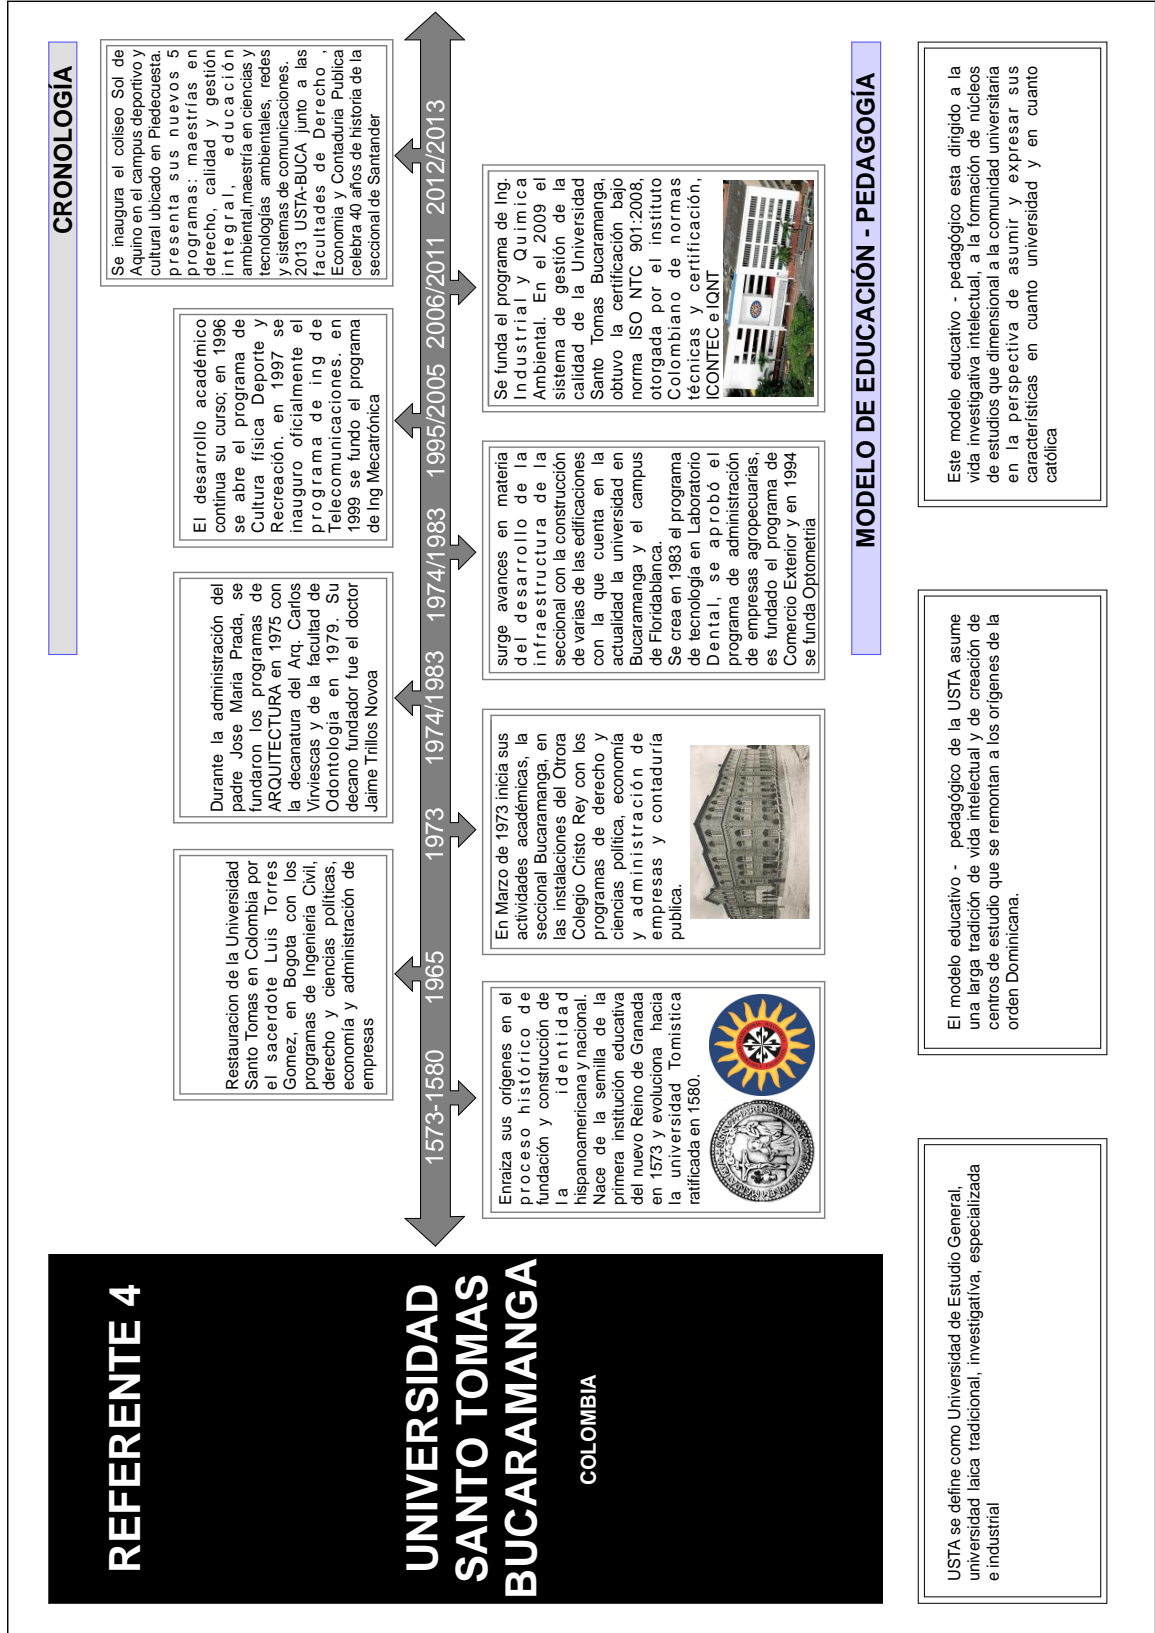 REFERENTE 4
UNIVERSIDAD
SANTO TOMAS
BUCARAMANGA
COLOMBIA
CRONOLOGÍA
Restauracion de la Universidad
Santo Tomas en Colombia por
el sacerdote Luis Torres
Gomez, en Bogota con los
programas de Ingenieria Civil,
derecho y ciencias politicas,
economía y administración de
empresas
Durante la administración del
padre Jose Maria Prada, se
fundaron los programas de
ARQUITECTURA en 1975 con
la decanatura del Arq. Carlos
Virviescas y de la facultad de
Odontología en 1979. Su
decano fundador fue el doctor
Jaime Trillos Novoa
El desarrollo académico
continua su curso; en 1996
se abre el programa de
Cultura física Deporte y
Recreación. en 1997 se
inauguro oficialmente el
programa de ing de
Telecomunicaciones. en
1999 se fundo el programa
de Ing Mecatrónica
Se inaugura el coliseo Sol de
Aquino en el campus deportivo y
cultural ubicado en Piedecuesta.
presenta sus nuevos 5
programas: maestrías en
derecho, calidad y gestión
integral, educación
ambiental,maestría en ciencias y
tecnologías ambientales, redes
y sistemas de comunicaciones.
2013 USTA-BUCA junto a las
facultades de Derecho ,
Economia y Contaduria Publica
celebra 40 años de historia de la
seccional de Santander
1573-1580 1965 1973 1974/1983 1974/1983 1995/2005 2006/2011 2012/2013
Enraiza sus orígenes en el
proceso histórico de
fundación y construcción de
la identidad
hispanoamericana y nacional.
Nace de la semilla de la
primera institución educativa
del nuevo Reino de Granada
en 1573 y evoluciona hacia
la universidad Tomistica
ratificada en 1580.
En Marzo de 1973 inicia sus
actividades académicas, la
seccional Bucaramanga, en
las instalaciones del Otrora
Colegio Cristo Rey con los
programas de derecho y
ciencias política, economía
y administración de
empresas y contaduría
publica.
surge avances en materia
del desarrollo de la
infraestructura de la
seccional con la construcción
de varias de las edificaciones
con la que cuenta en la
actualidad la universidad en
Bucaramanga y el campus
de Floridablanca.
Se crea en 1983 el programa
de tecnología en Laboratorio
Dental, se aprobó el
programa de administración
de empresas agropecuarias,
es fundado el programa de
Comercio Exterior y en 1994
se funda Optometría
Se funda el programa de Ing.
Industrial y Quimica
Ambiental. En el 2009 el
sistema de gestión de la
calidad de la Universidad
Santo Tomas Bucaramanga,
obtuvo la certificación bajo
norma ISO NTC 901:2008,
otorgada por el instituto
Colombiano de normas
técnicas y certificación,
ICONTEC e IQNT
MODELO DE EDUCACIÓN - PEDAGOGÍA
USTA se define como Universidad de Estudio General,
universidad laica tradicional, investigativa, especializada
e industrial
El modelo educativo - pedagógico de la USTA asume
una larga tradición de vida intelectual y de creación de
centros de estudio que se remontan a los orígenes de la
orden Dominicana.
Este modelo educativo - pedagógico esta dirigido a la
vida investigativa intelectual, a la formación de núcleos
de estudios que dimensional a la comunidad universitaria
en la perspectiva de asumir y expresar sus
características en cuanto universidad y en cuanto
católica